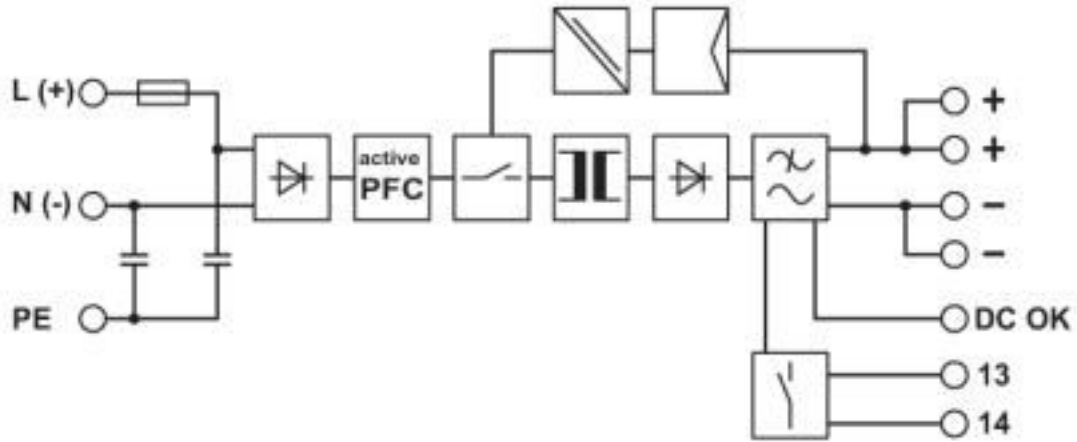 L (+)
N (-)
PE
active
PFC
+
+
−
−
DC OK
13
14